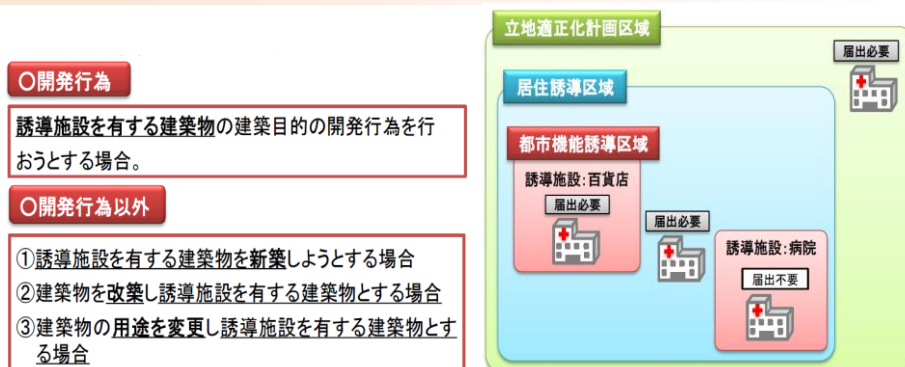 〇開発行為
誘導施設を有する建築物の建築目的の開発行為を行
おうとする場合。
〇開発行為以外
①誘導施設を有する建築物を新築しようとする場合
②建築物を改築し誘導施設を有する建築物とする場合
③建築物の用途を変更し誘導施設を有する建築物とす
る場合
立地適正化計画区域
届出必要
居住誘導区域
都市機能誘導区域
誘導施設:百貨店
届出必要
届出必要
誘導施設:病院
届出不要